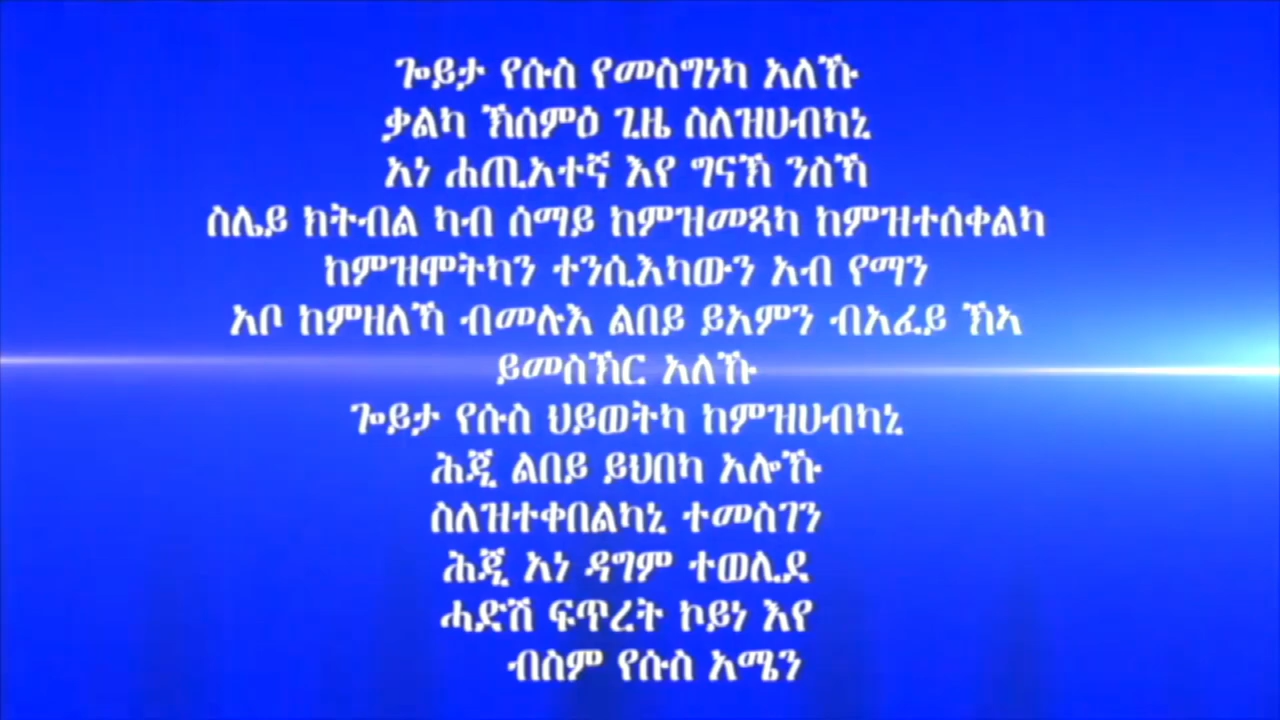 ጐይታ የሱስ የመስግነካ አለኹ
ቃልካ ኽሰምዕ ጊዜ ስለዝሀብካኒ
አነ ሐጢአተኛ እየ ግናኽ ንስኻ
ስሌይ ክትብል ካብ ሰማይ ከምዝመጻካ ከምዝተሰቀልካ
ከምዝሞትካን ተንሲእካውን አብ የማን
አቦ ከምዘለኻ ብመሉእ ልበይ ይአምን ብአፈይ ኽኣ
ይመስኽር አለኹ
ጐይታ የሱስ ህይወትካ ከምዝሀብካኒ
ሕጂ ልበይ ይህበካ አሎኹ
ስለዝተቀበልካኒ ተመስገን
ሕጂ አነ ዳግም ተወሊደ
ሓድሽ ፍጥረት ኮይነ እየ
ብስም የሱስ አሜን